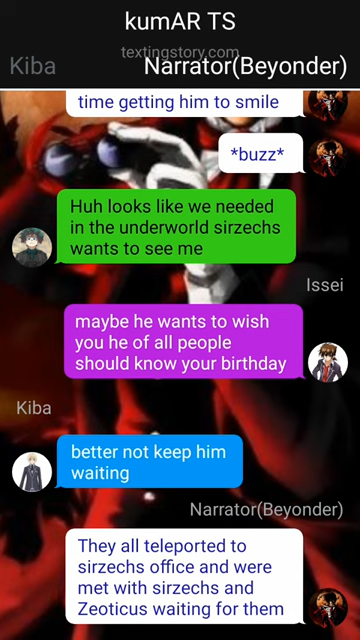 kumAR TS
textingstory.com
Kiba
Narrator(Beyonder)
time getting him to smile
*buzz*
Huh looks like we needed
in the underworld sirzechs
wants to see me
Issei
maybe he wants to wish
you he of all people
should know your birthday
Kiba
better not keep him
waiting
Narrator(Beyonder)
They all teleported to
sirzechs office and were
met with sirzechs and
Zeoticus waiting for them